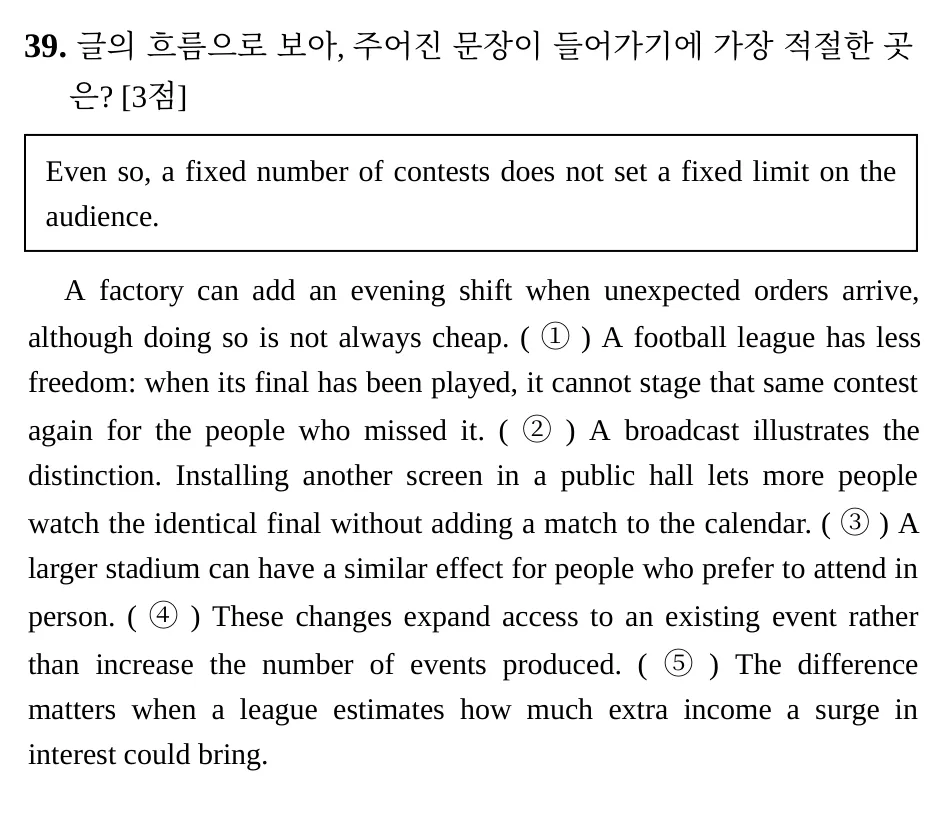 39. 글의 흐름으로 보아, 주어진 문장이 들어가기에 가장 적절한 곳
은? [3점]
Even so, a fixed number of contests does not set a fixed limit on the
audience.
A factory can add an evening shift when unexpected orders arrive,
although doing so is not always cheap. ( ① ) A football league has less
freedom: when its final has been played, it cannot stage that same contest
again for the people who missed it. ( ② ) A broadcast illustrates the
distinction. Installing another screen in a public hall lets more people
watch the identical final without adding a match to the calendar. ( ③ ) A
larger stadium can have a similar effect for people who prefer to attend in
person. ( ④ ) These changes expand access to an existing event rather
than increase the number of events produced. ( ⑤ ) The difference
matters when a league estimates how much extra income a surge in
interest could bring.